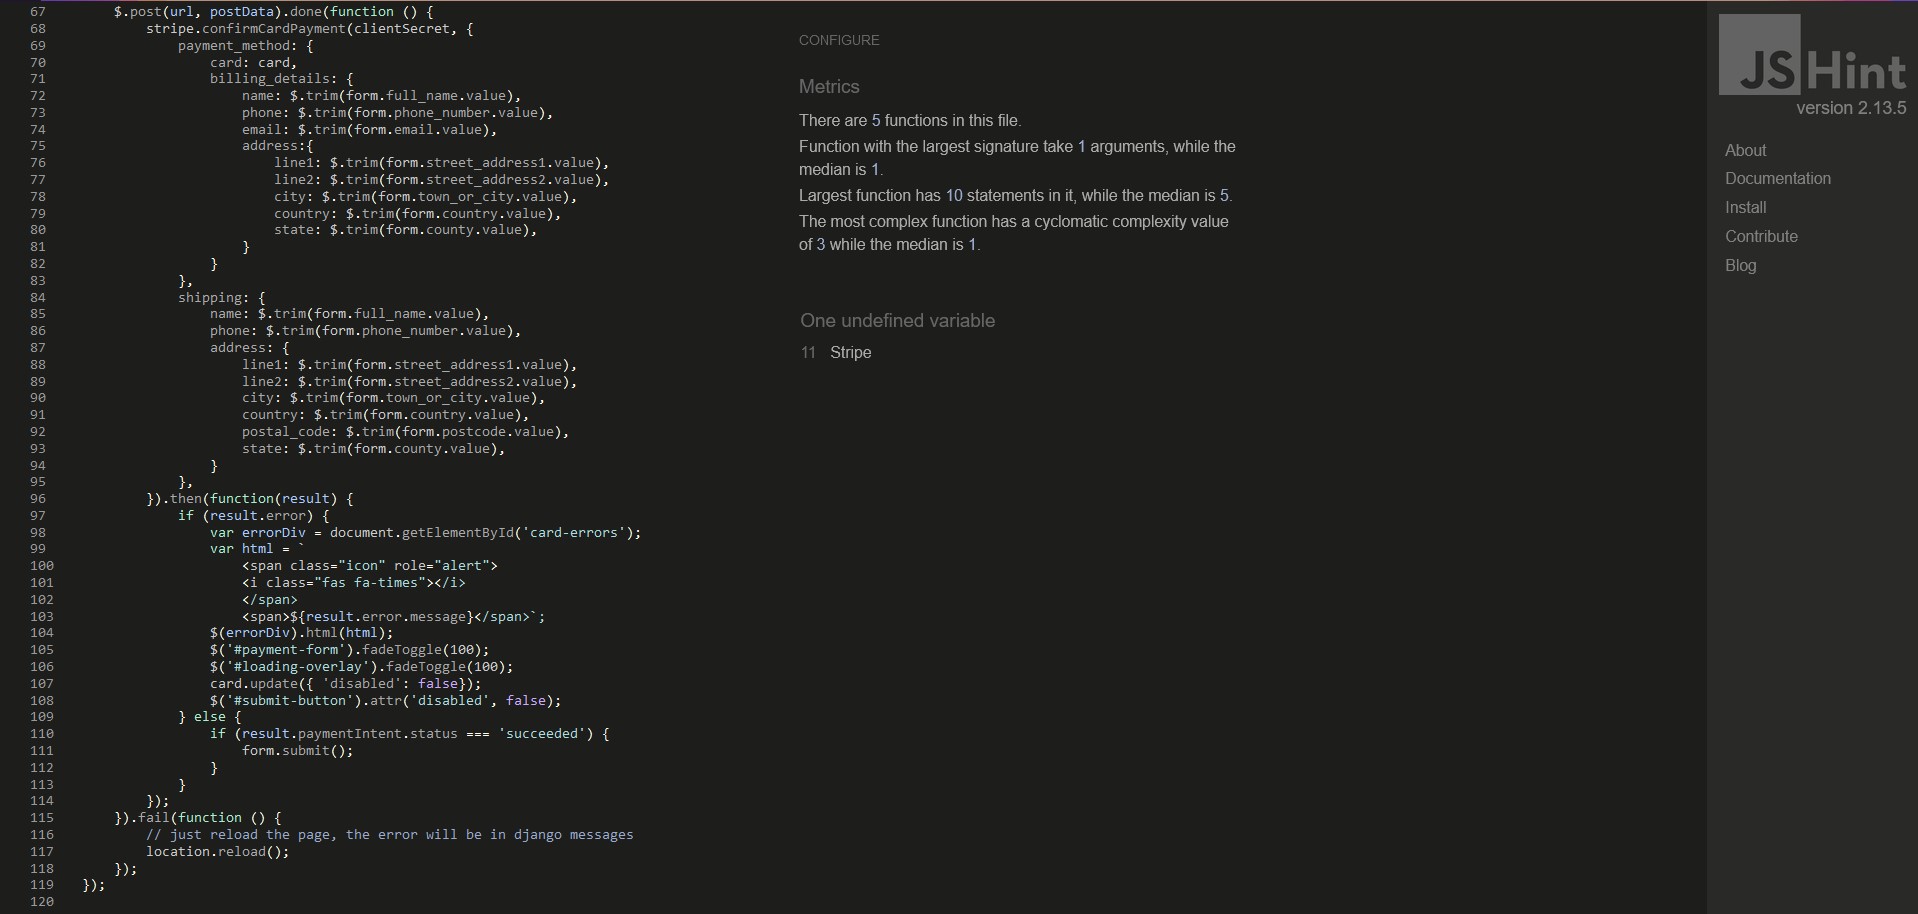 67 $.post(url, postData).done(function () {
68 stripe.confirmCardPayment(clientSecret, {
69 payment_method: {
70 card: card,
71 billing_details: {
72 name: $.trim(form.full_name.value),
73 phone: $.trim(form.phone_number.value),
74 email: $.trim(form.email.value),
75 address:{
76 line1: $.trim(form.street_address1.value),
77 line2: $.trim(form.street_address2.value),
78 city: $.trim(form.town_or_city.value),
79 country: $.trim(form.country.value),
80 state: $.trim(form.county.value),
81 }
82 }
83 },
84 shipping: {
85 name: $.trim(form.full_name.value),
86 phone: $.trim(form.phone_number.value),
87 address: {
88 line1: $.trim(form.street_address1.value),
89 line2: $.trim(form.street_address2.value),
90 city: $.trim(form.town_or_city.value),
91 country: $.trim(form.country.value),
92 postal_code: $.trim(form.postcode.value),
93 state: $.trim(form.county.value),
94 }
95 },
96 }).then(function(result) {
97 if (result.error) {
98 var errorDiv = document.getElementById('card-errors');
99 var html = `
100 <span class="icon" role="alert">
101 <i class="fas fa-times"></i>
102 </span>
103 <span>${result.error.message}</span>`;
104 $(errorDiv).html(html);
105 $('#payment-form').fadeToggle(100);
106 $('#loading-overlay').fadeToggle(100);
107 card.update({ 'disabled': false});
108 $('#submit-button').attr('disabled', false);
109 } else {
110 if (result.paymentIntent.status === 'succeeded') {
111 form.submit();
112 }
113 }
114 });
115 }).fail(function () {
116 // just reload the page, the error will be in django messages
117 location.reload();
118 });
119 });
120
CONFIGURE
Metrics
There are 5 functions in this file.
Function with the largest signature take 1 arguments, while the
median is 1.
Largest function has 10 statements in it, while the median is 5.
The most complex function has a cyclomatic complexity value
of 3 while the median is 1.
One undefined variable
11 Stripe
JSHint
version 2.13.5
About
Documentation
Install
Contribute
Blog